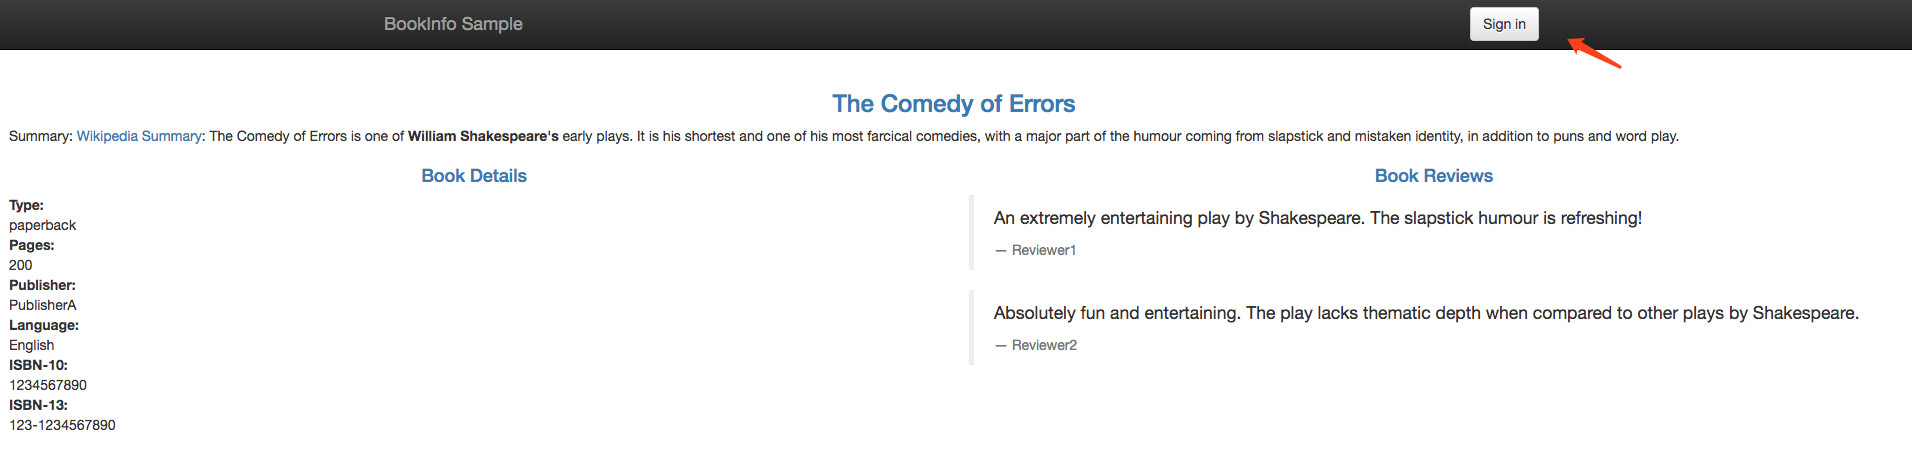 BookInfo Sample
Sign in
The Comedy of Errors
Summary: Wikipedia Summary: The Comedy of Errors is one of William Shakespeare's early plays. It is his shortest and one of his most farcical comedies, with a major part of the humour coming from slapstick and mistaken identity, in addition to puns and word play.
Book Details
Type:
paperback
Pages:
200
Publisher:
PublisherA
Language:
English
ISBN-10:
1234567890
ISBN-13:
123-1234567890
Book Reviews
An extremely entertaining play by Shakespeare. The slapstick humour is refreshing!
— Reviewer1
Absolutely fun and entertaining. The play lacks thematic depth when compared to other plays by Shakespeare.
— Reviewer2